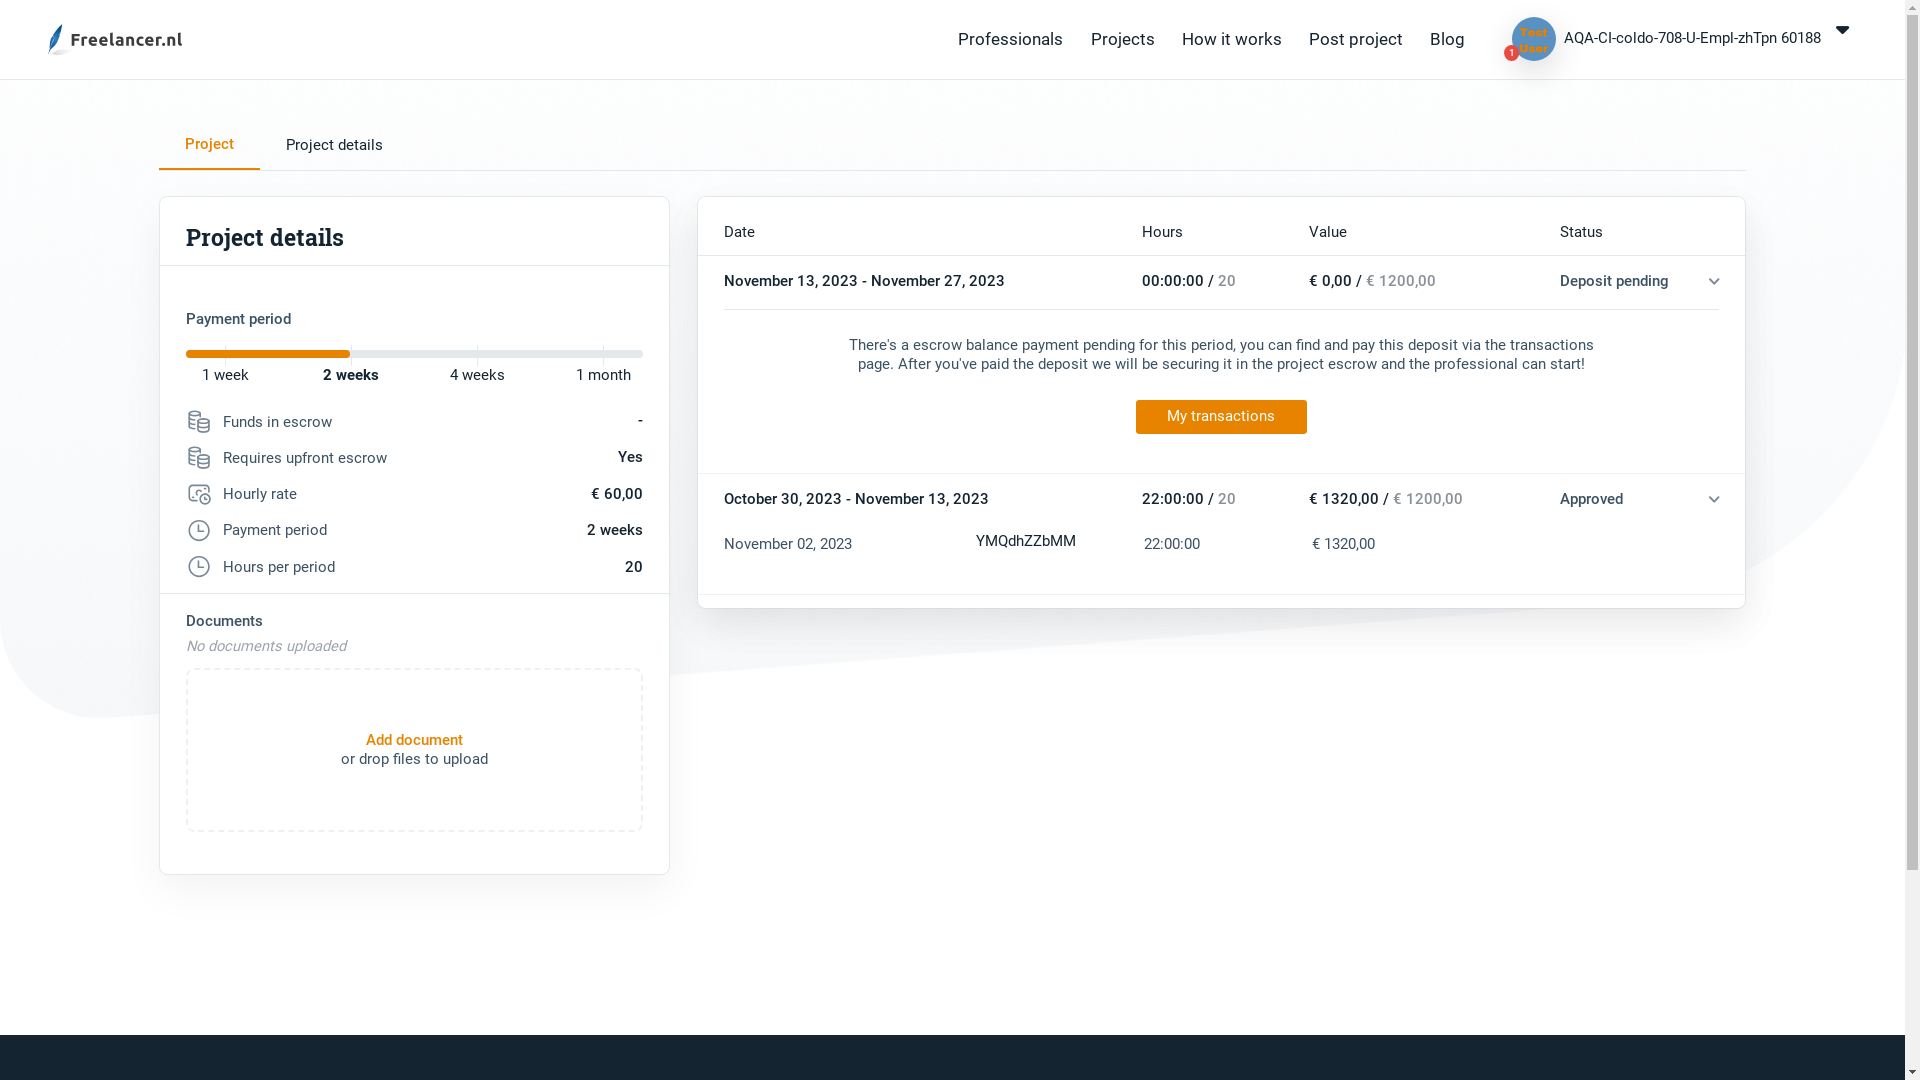 Freelancer.nl
Professionals
Projects
How it works
Post project
Blog
Test
User
1
AQA-CI-coldo-708-U-Empl-zhTpn 60188
Project
Project details
Project details
Payment period
1 week
2 weeks
4 weeks
1 month
Funds in escrow -
Requires upfront escrow Yes
Hourly rate € 60,00
Payment period 2 weeks
Hours per period 20
Documents
No documents uploaded
Add document
or drop files to upload
Date Hours Value Status
November 13, 2023 - November 27, 2023 00:00:00 / 20 € 0,00 / € 1200,00 Deposit pending
There's a escrow balance payment pending for this period, you can find and pay this deposit via the transactions
page. After you've paid the deposit we will be securing it in the project escrow and the professional can start!
My transactions
October 30, 2023 - November 13, 2023 22:00:00 / 20 € 1320,00 / € 1200,00 Approved
November 02, 2023 YMQdhZZbMM 22:00:00 € 1320,00